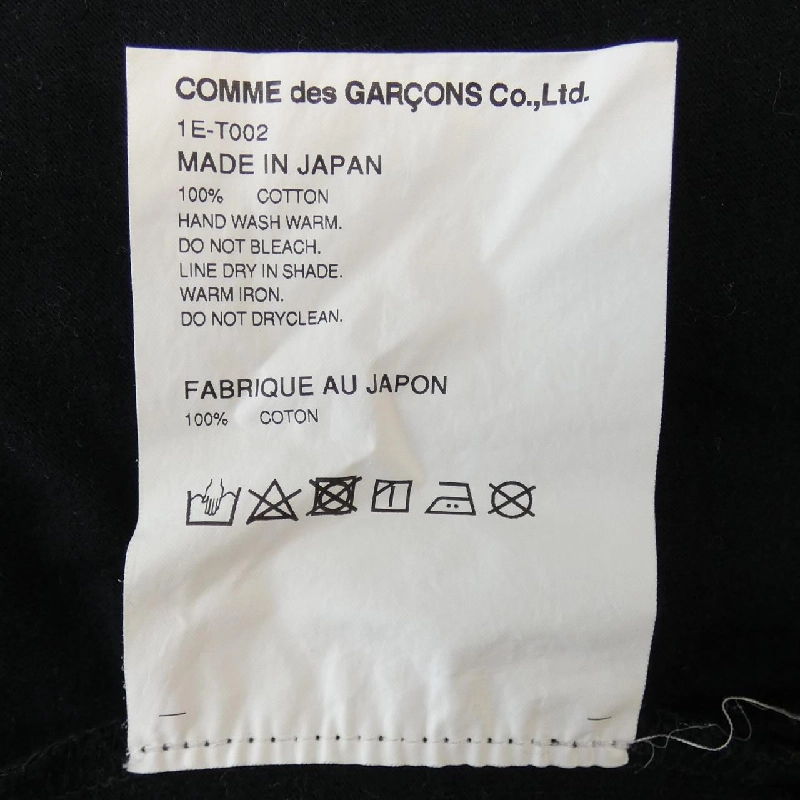 COMME des GARÇONS Co.,Ltd.
1E-T002
MADE IN JAPAN
100% COTTON
HAND WASH WARM.
DO NOT BLEACH.
LINE DRY IN SHADE.
WARM IRON.
DO NOT DRYCLEAN.
FABRIQUE AU JAPON
100% COTON